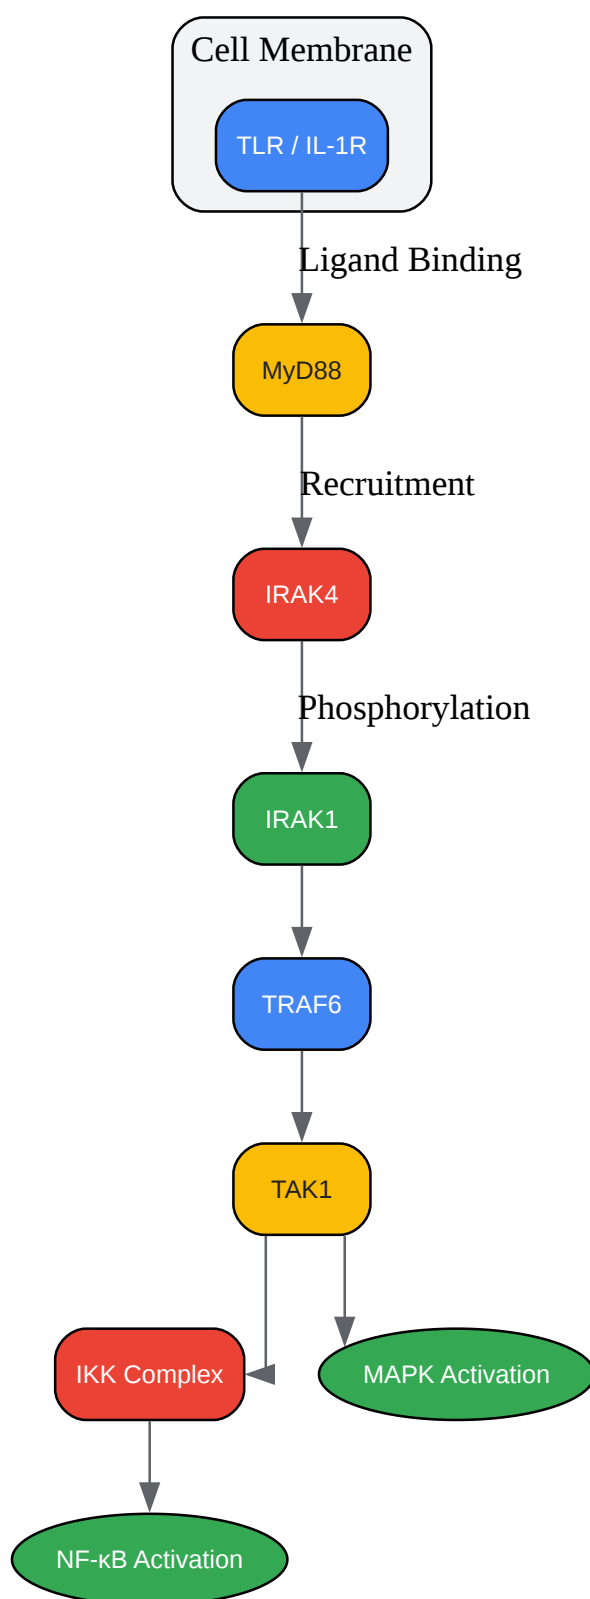 Cell Membrane
TLR / IL-1R
Ligand Binding
MyD88
Recruitment
IRAK4
Phosphorylation
IRAK1
TRAF6
TAK1
IKK Complex
MAPK Activation
NF-κB Activation